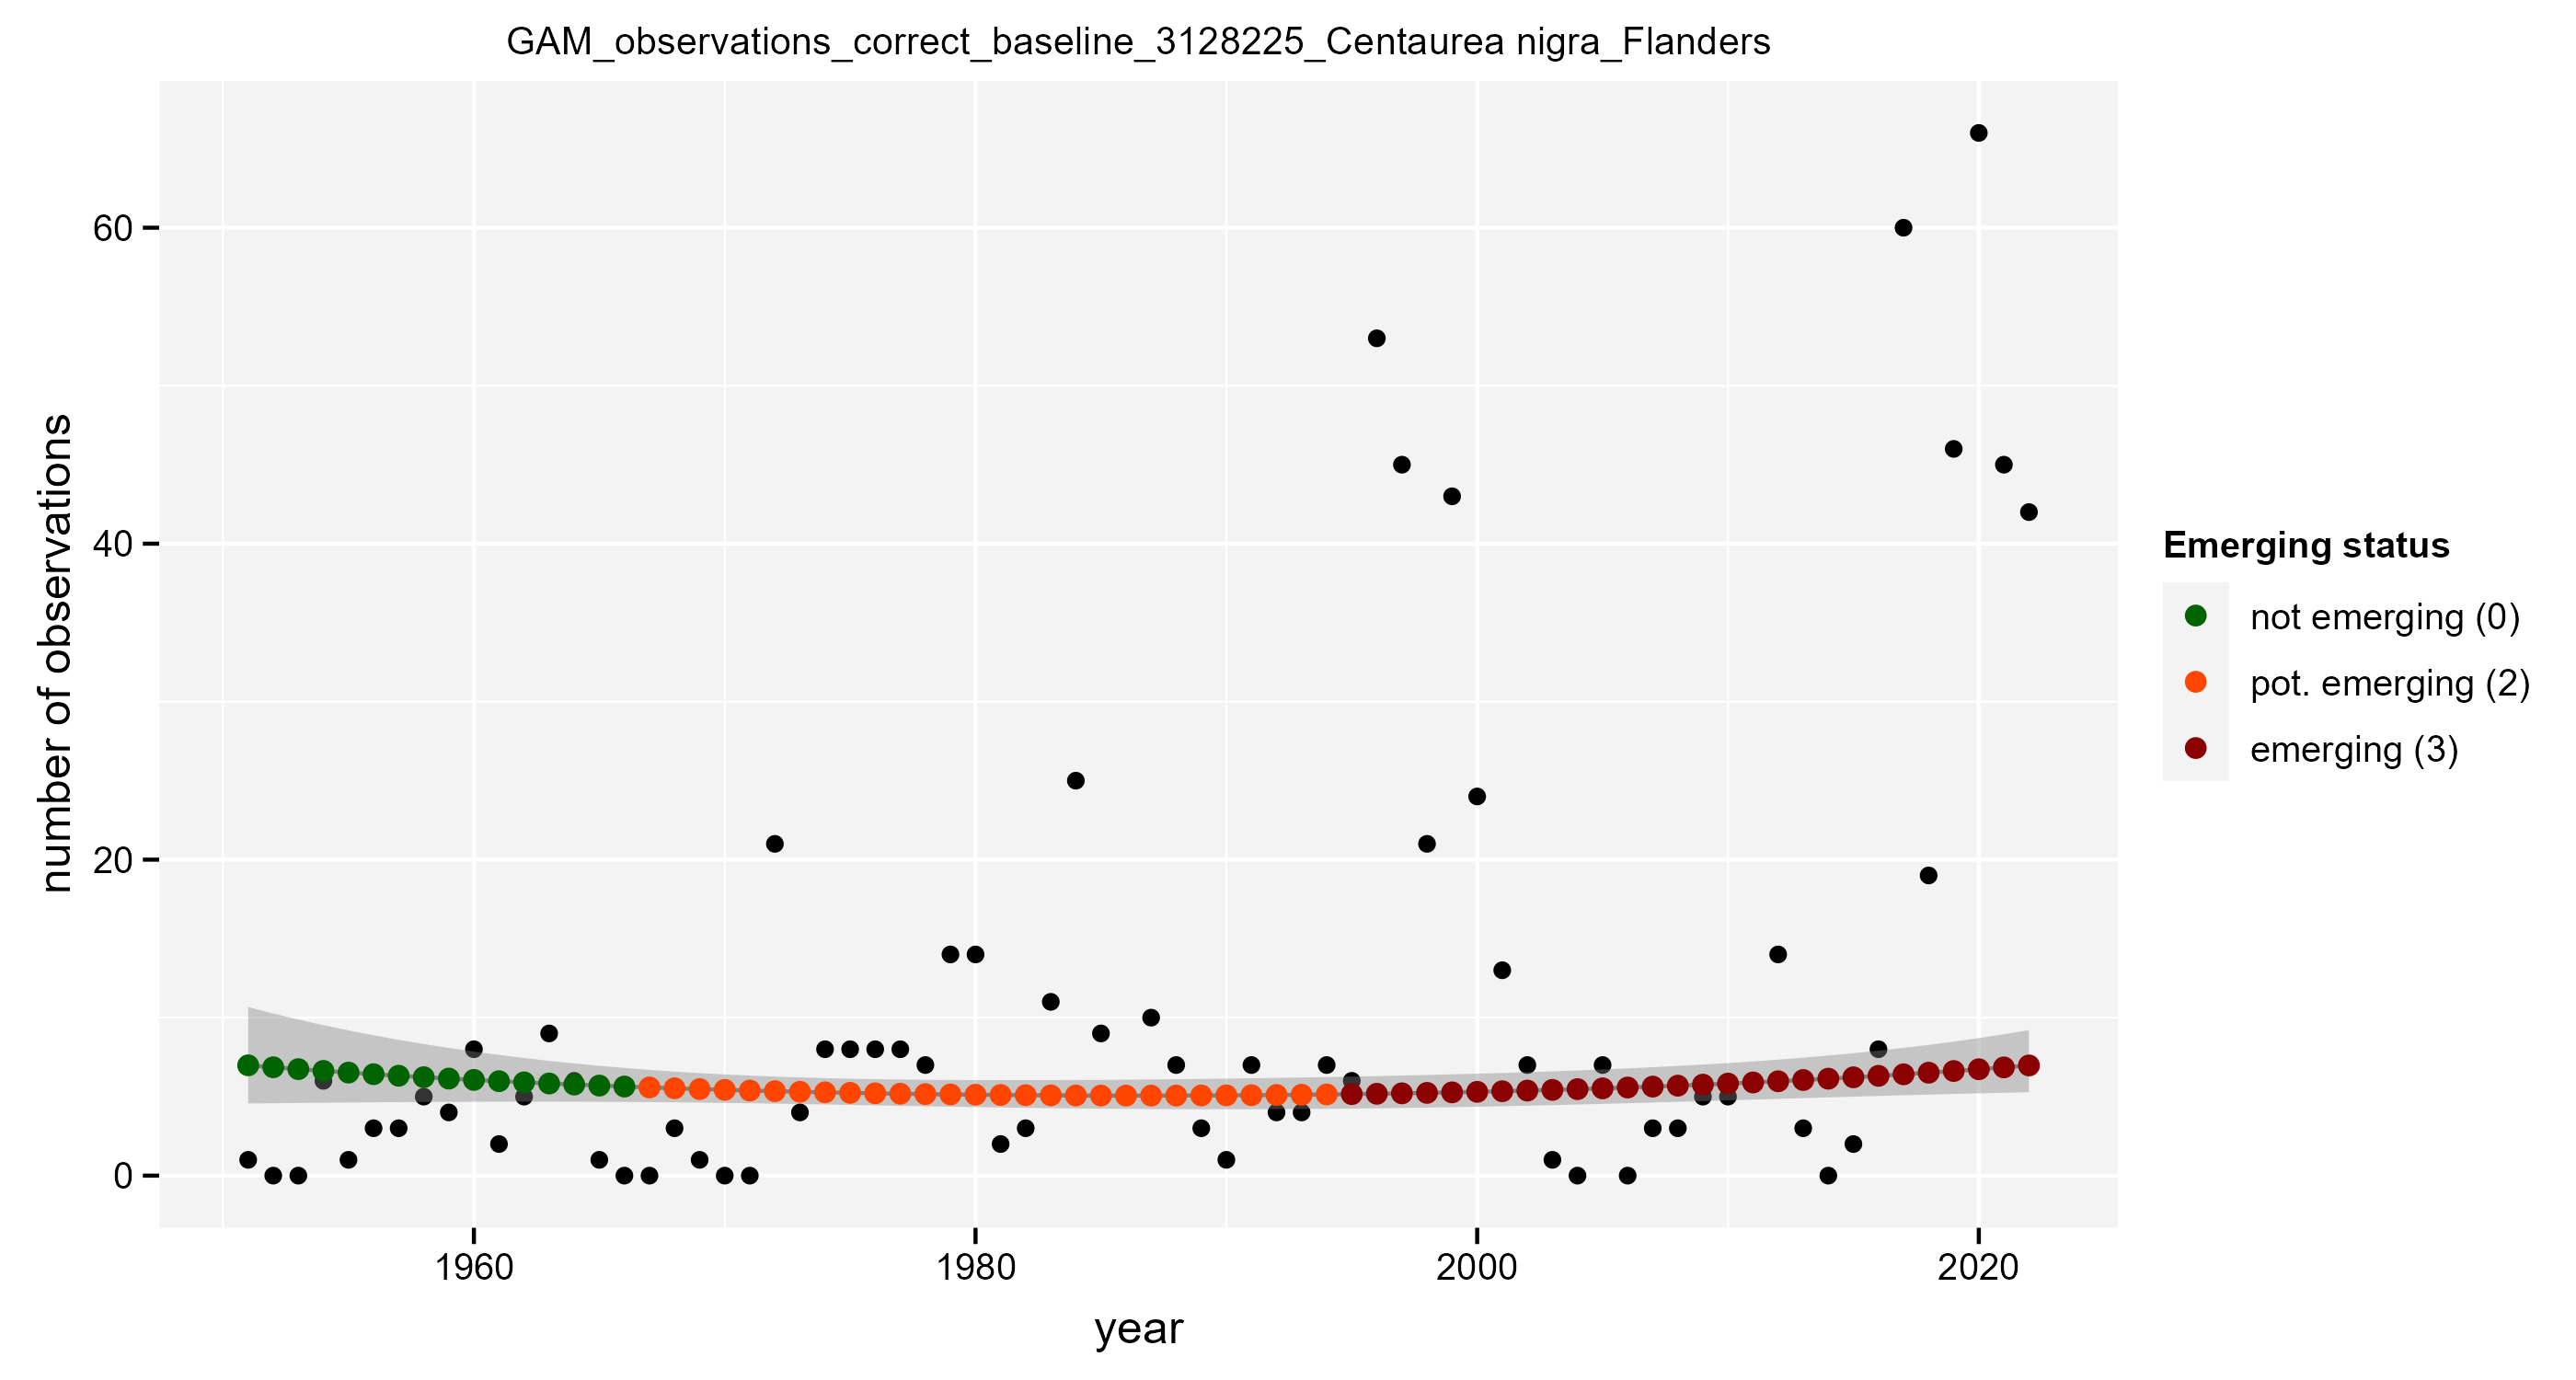 GAM_observations_correct_baseline_3128225_Centaurea nigra_Flanders
60
40
20
0
number of observations
1960
1980
2000
2020
year
Emerging status
not emerging (0)
pot. emerging (2)
emerging (3)